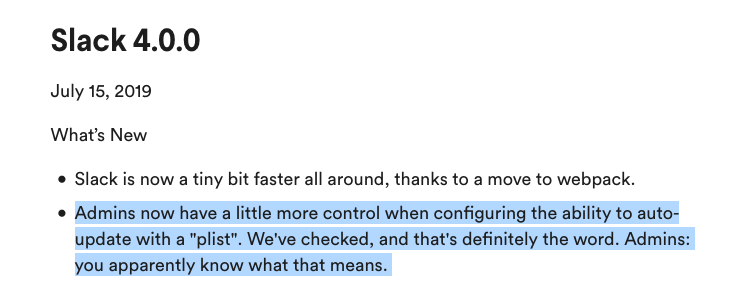 Slack 4.0.0
July 15, 2019
What’s New
• Slack is now a tiny bit faster all around, thanks to a move to webpack.
• Admins now have a little more control when configuring the ability to auto-
update with a "plist". We've checked, and that's definitely the word. Admins:
you apparently know what that means.